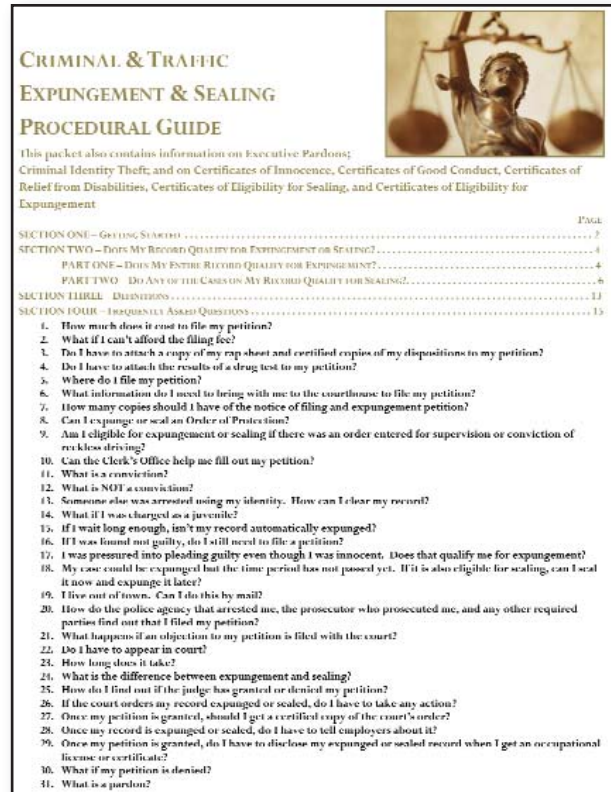 CRIMINAL & TRAFFIC
EXPUNGEMENT & SEALING
PROCEDURAL GUIDE
This packet also contains information on Executive Pardons;
Criminal Identity Theft; and on Certificates of Innocence, Certificates of Good Conduct, Certificates of
Relief from Disabilities, Certificates of Eligibility for Sealing, and Certificates of Eligibility for
Expungement
PAGE
SECTION ONE – GETTING STARTED 2
SECTION TWO – DOES MY RECORD QUALIFY FOR EXPUNGEMENT OR SEALING? 4
PART ONE – DOES MY ENTIRE RECORD QUALIFY FOR EXPUNGEMENT? 4
PART TWO – DO ANY OF THE CASES ON MY RECORD QUALIFY FOR SEALING? 6
SECTION THREE – DEFINITIONS 13
SECTION FOUR – FREQUENTLY ASKED QUESTIONS 15
1. How much does it cost to file my petition?
2. What if I can't afford the filing fee?
3. Do I have to attach a copy of my rap sheet and certified copies of my dispositions to my petition?
4. Do I have to attach the results of a drug test to my petition?
5. Where do I file my petition?
6. What information do I need to bring with me to the courthouse to file my petition?
7. How many copies should I have of the notice of filing and expungement petition?
8. Can I expunge or seal an Order of Protection?
9. Am I eligible for expungement or sealing if there was an order entered for supervision or conviction of
reckless driving?
10. Can the Clerk's Office help me fill out my petition?
11. What is a conviction?
12. What is NOT a conviction?
13. Someone else was arrested using my identity. How can I clear my record?
14. What if I was charged as a juvenile?
15. If I wait long enough, isn't my record automatically expunged?
16. If I was found not guilty, do I still need to file a petition?
17. I was pressured into pleading guilty even though I was innocent. Does that qualify me for expungement?
18. My case could be expunged but the time period has not passed yet. If it is also eligible for sealing, can I seal
it now and expunge it later?
19. I live out of town. Can I do this by mail?
20. How do the police agency that arrested me, the prosecutor who prosecuted me, and any other required
parties find out that I filed my petition?
21. What happens if an objection to my petition is filed with the court?
22. Do I have to appear in court?
23. How long does it take?
24. What is the difference between expungement and sealing?
25. How do I find out if the judge has granted or denied my petition?
26. If the court orders my record expunged or sealed, do I have to take any action?
27. Once my petition is granted, should I get a certified copy of the court's order?
28. Once my record is expunged or sealed, do I have to tell employers about it?
29. Once my petition is granted, do I have to disclose my expunged or sealed record when I get an occupational
license or certificate?
30. What if my petition is denied?
31. What is a pardon?